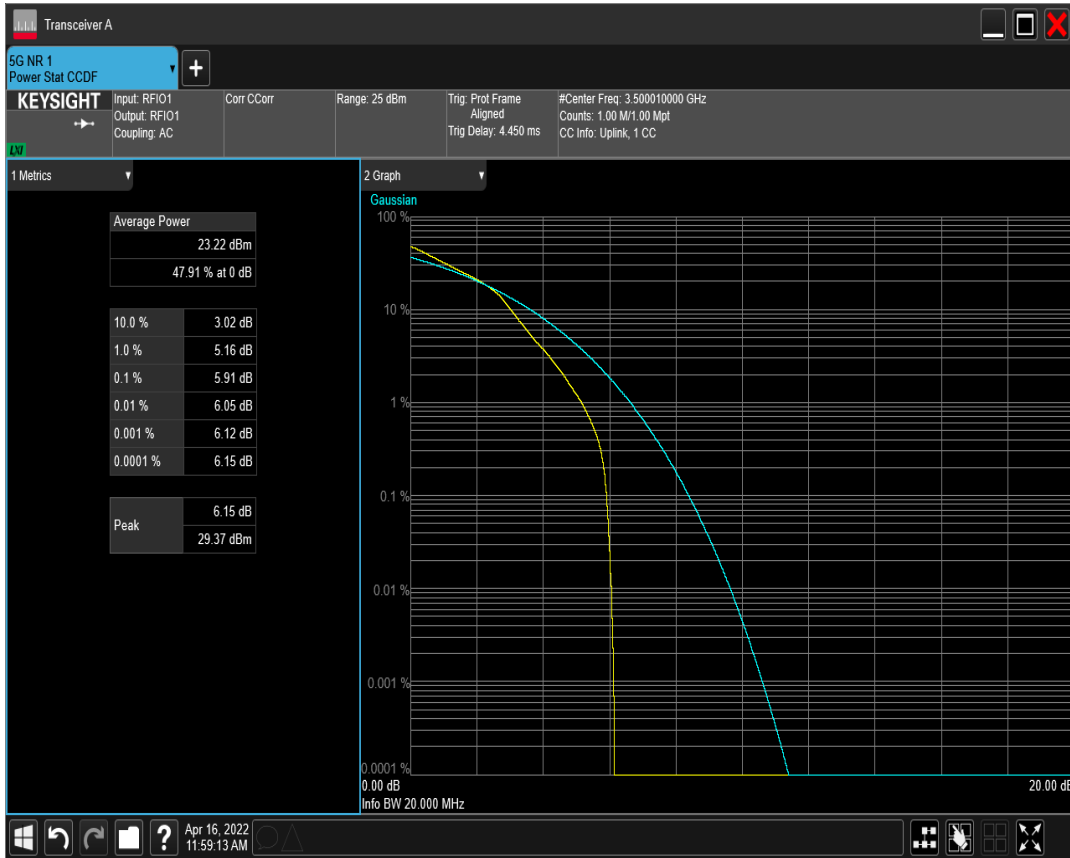 Transceiver A
5G NR 1
Power Stat CCDF
KEYSIGHT
LXI
Input: RFIO1
Output: RFIO1
Coupling: AC
Corr CCorr
Range: 25 dBm
Trig: Prot Frame
Aligned
Trig Delay: 4.450 ms
#Center Freq: 3.500010000 GHz
Counts: 1.00 M/1.00 Mpt
CC Info: Uplink, 1 CC
1 Metrics
Average Power
23.22 dBm
47.91 % at 0 dB
10.0 % 3.02 dB
1.0 % 5.16 dB
0.1 % 5.91 dB
0.01 % 6.05 dB
0.001 % 6.12 dB
0.0001 % 6.15 dB
Peak
6.15 dB
29.37 dBm
2 Graph
Gaussian
100 %
10 %
1 %
0.1 %
0.01 %
0.001 %
0.0001 %
0.00 dB 20.00 dB
Info BW 20.000 MHz
Apr 16, 2022
11:59:13 AM